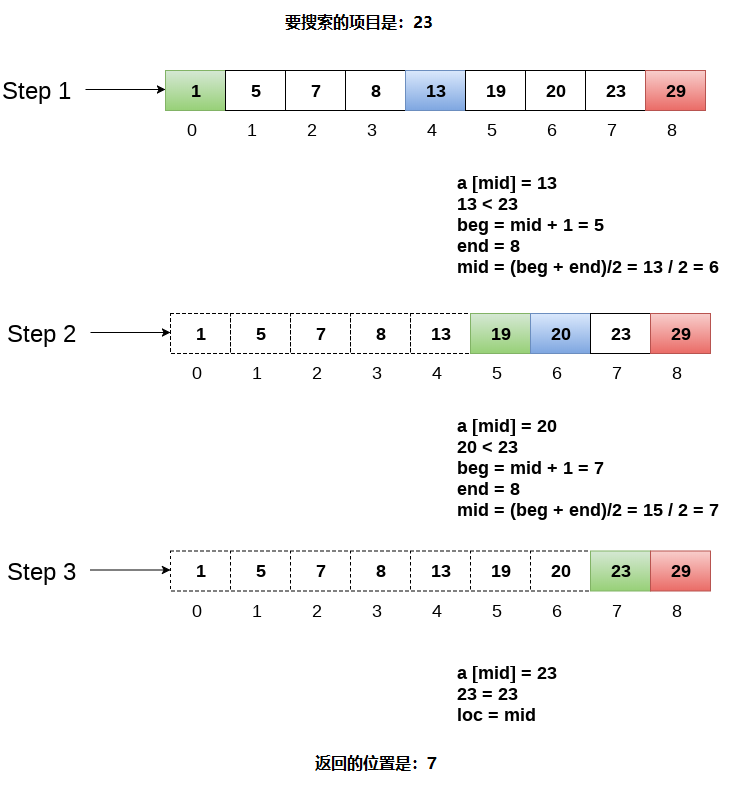 要搜索的项目是：23
Step 1
1 5 7 8 13 19 20 23 29
0 1 2 3 4 5 6 7 8
a [mid] = 13
13 < 23
beg = mid + 1 = 5
end = 8
mid = (beg + end)/2 = 13 / 2 = 6
Step 2
1 5 7 8 13 19 20 23 29
0 1 2 3 4 5 6 7 8
a [mid] = 20
20 < 23
beg = mid + 1 = 7
end = 8
mid = (beg + end)/2 = 15 / 2 = 7
Step 3
1 5 7 8 13 19 20 23 29
0 1 2 3 4 5 6 7 8
a [mid] = 23
23 = 23
loc = mid
返回的位置是：7